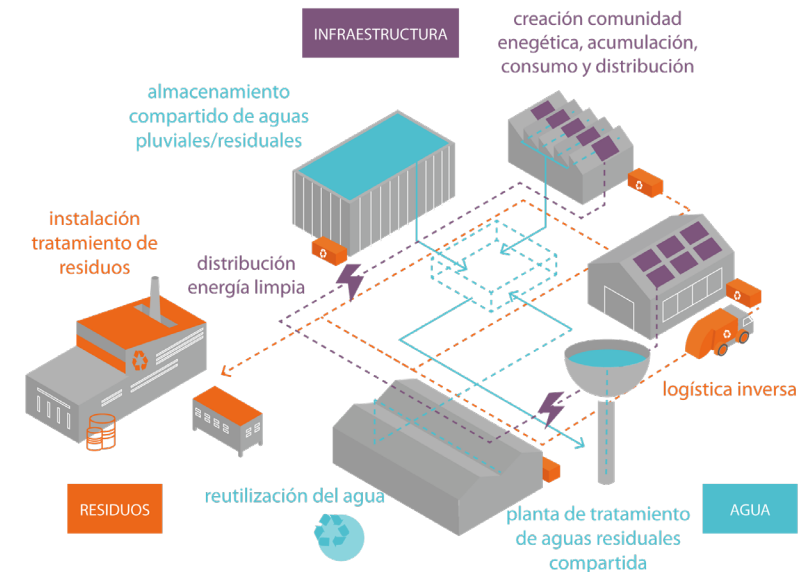 INFRAESTRUCTURA
creación comunidad
enegética, acumulación,
consumo y distribución
almacenamiento
compartido de aguas
pluviales/residuales
instalación
tratamiento de
residuos
distribución
energía limpia
logística inversa
RESIDUOS
reutilización del agua
planta de tratamiento
de aguas residuales
compartida
AGUA